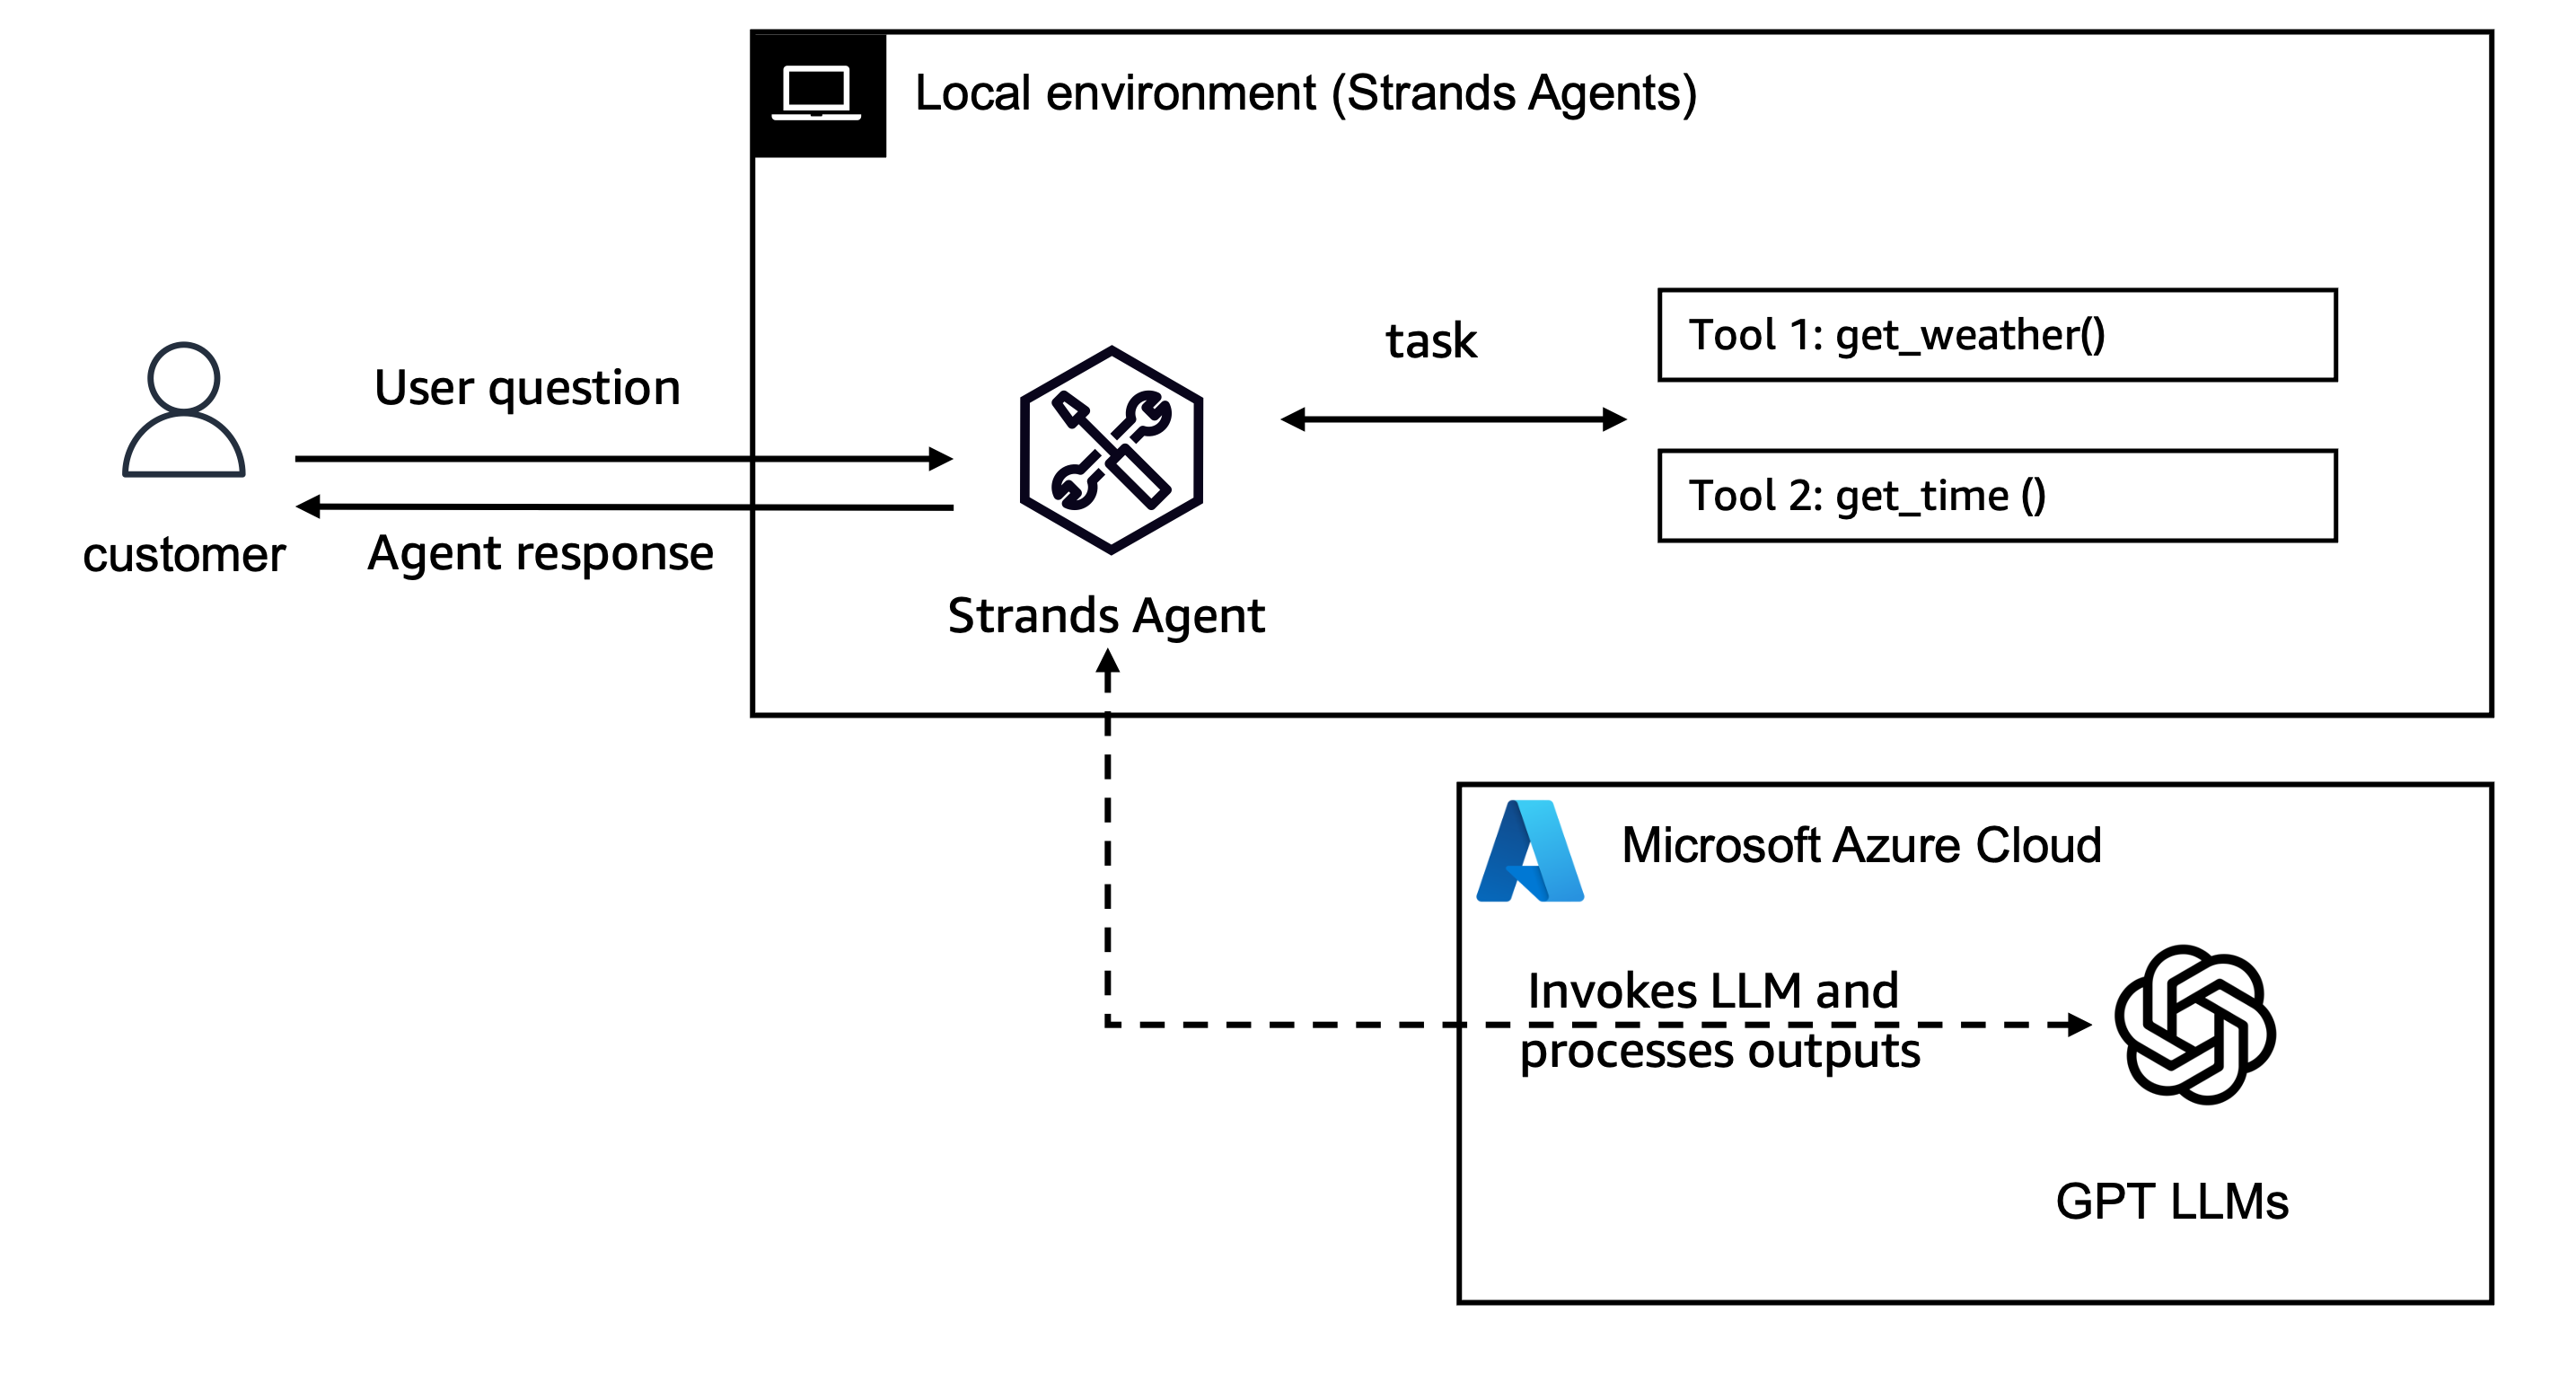 Local environment (Strands Agents)
task
Tool 1: get_weather()
Tool 2: get_time ()
User question
Agent response
customer
Strands Agent
Microsoft Azure Cloud
Invokes LLM and
processes outputs
GPT LLMs